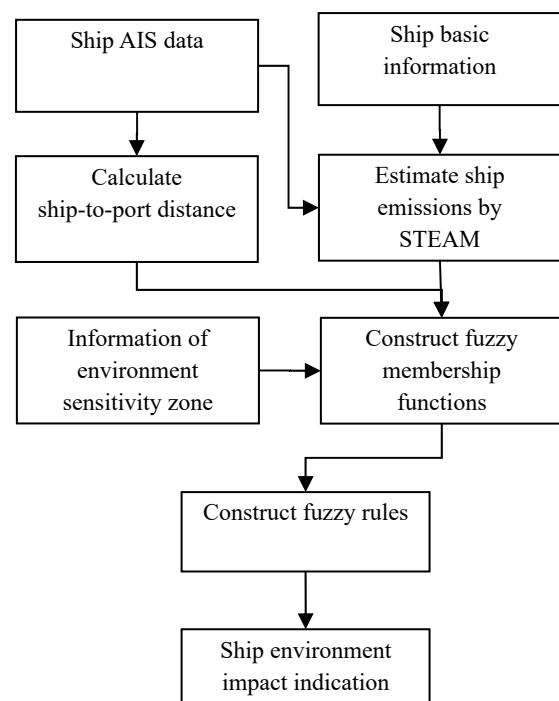 Ship AIS data
Ship basic
information
Calculate
ship-to-port distance
Estimate ship
emissions by
STEAM
Information of
environment
sensitivity zone
Construct fuzzy
membership
functions
Construct fuzzy rules
Ship environment
impact indication